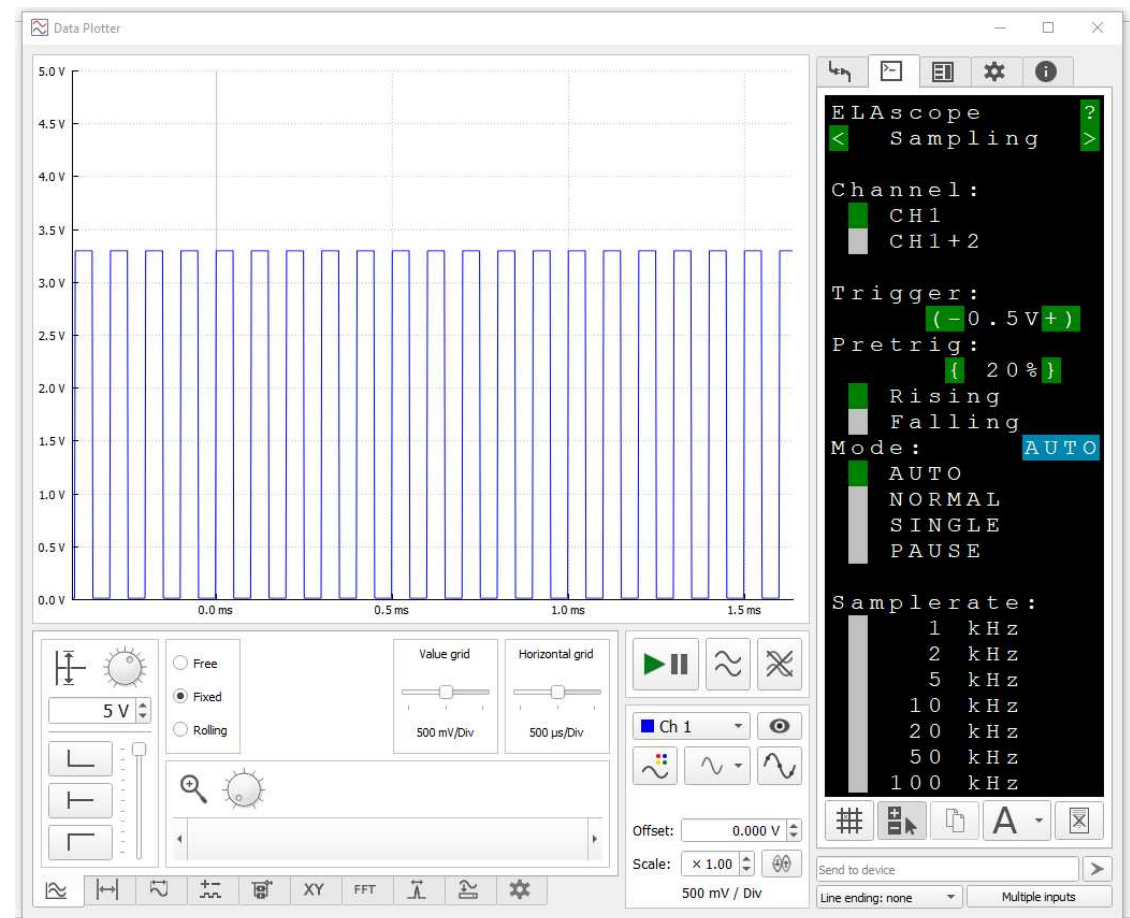 Data Plotter
5.0 V
4.5 V
4.0 V
3.5 V
3.0 V
2.5 V
2.0 V
1.5 V
1.0 V
0.5 V
0.0 V
0.0 ms
0.5 ms
1.0 ms
1.5 ms
5 V
Free
Fixed
Rolling
Value grid
500 mV/Div
Horizontal grid
500 µs/Div
XY
FFT
Ch 1
Offset: 0.000 V
Scale: × 1.00
500 mV / Div
ELAscope ?
< Sampling >
Channel:
CH1
CH1+2
Trigger:
(-0.5V+)
Pretrig:
{ 20%}
Rising
Falling
Mode: AUTO
AUTO
NORMAL
SINGLE
PAUSE
Samplerate:
1 kHz
2 kHz
5 kHz
10 kHz
20 kHz
50 kHz
100 kHz
A
Send to device
Line ending: none
Multiple inputs